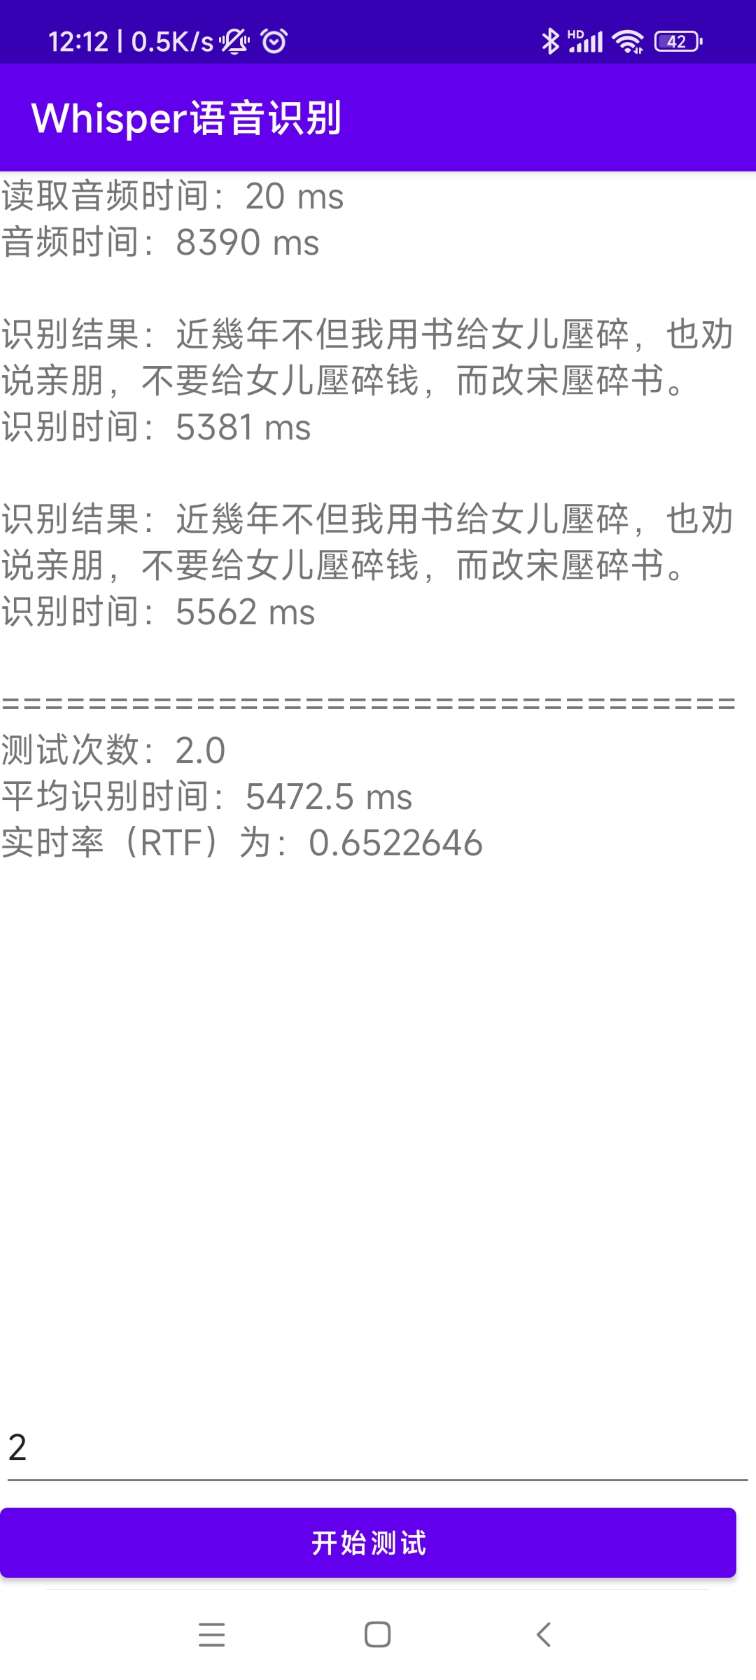 12:12 | 0.5K/s HD 42
Whisper语音识别
读取音频时间：20 ms
音频时间：8390 ms
识别结果：近幾年不但我用书给女儿壓碎，也劝
说亲朋，不要给女儿壓碎钱，而改宋壓碎书。
识别时间：5381 ms
识别结果：近幾年不但我用书给女儿壓碎，也劝
说亲朋，不要给女儿壓碎钱，而改宋壓碎书。
识别时间：5562 ms
==================================
测试次数：2.0
平均识别时间：5472.5 ms
实时率（RTF）为：0.6522646
2
开始测试